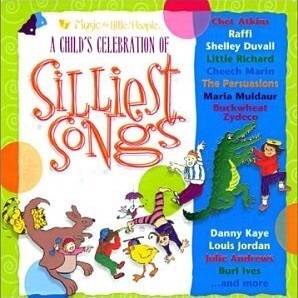 Music for Little People
A CHILD'S CELEBRATION OF
SiLLiEST
SONGS
Chet Atkins
Raffi
Shelley Duvall
Little Richard
Cheech Marin
The Persuasions
Maria Muldaur
Buckwheat
Zydeco
Danny Kaye
Louis Jordan
Julie Andrews
Burl Ives
...and more